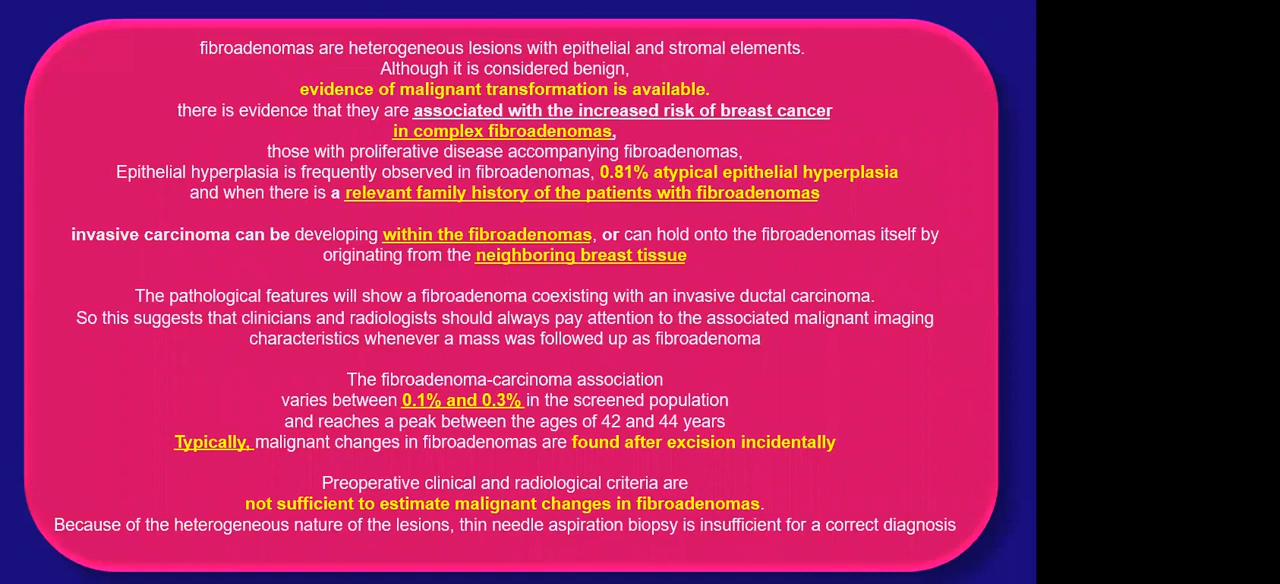 fibroadenomas are heterogeneous lesions with epithelial and stromal elements.
Although it is considered benign,
evidence of malignant transformation is available.
there is evidence that they are associated with the increased risk of breast cancer
in complex fibroadenomas,
those with proliferative disease accompanying fibroadenomas,
Epithelial hyperplasia is frequently observed in fibroadenomas, 0.81% atypical epithelial hyperplasia
and when there is a relevant family history of the patients with fibroadenomas
invasive carcinoma can be developing within the fibroadenomas, or can hold onto the fibroadenomas itself by
originating from the neighboring breast tissue
The pathological features will show a fibroadenoma coexisting with an invasive ductal carcinoma.
So this suggests that clinicians and radiologists should always pay attention to the associated malignant imaging
characteristics whenever a mass was followed up as fibroadenoma
The fibroadenoma-carcinoma association
varies between 0.1% and 0.3% in the screened population
and reaches a peak between the ages of 42 and 44 years
Typically, malignant changes in fibroadenomas are found after excision incidentally
Preoperative clinical and radiological criteria are
not sufficient to estimate malignant changes in fibroadenomas.
Because of the heterogeneous nature of the lesions, thin needle aspiration biopsy is insufficient for a correct diagnosis